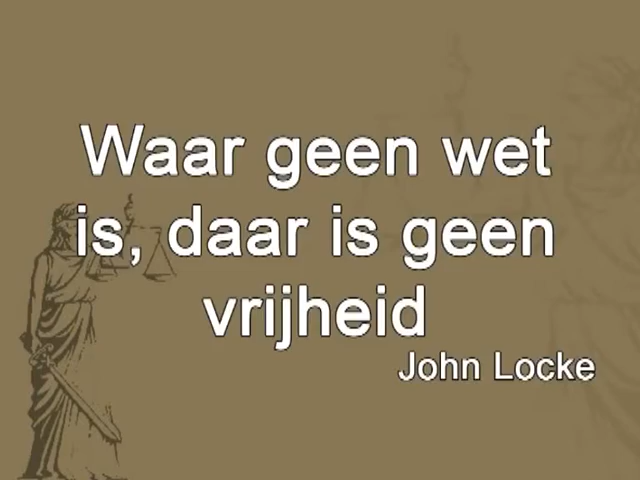 Waar geen wet
is, daar is geen
vrijheid
John Locke